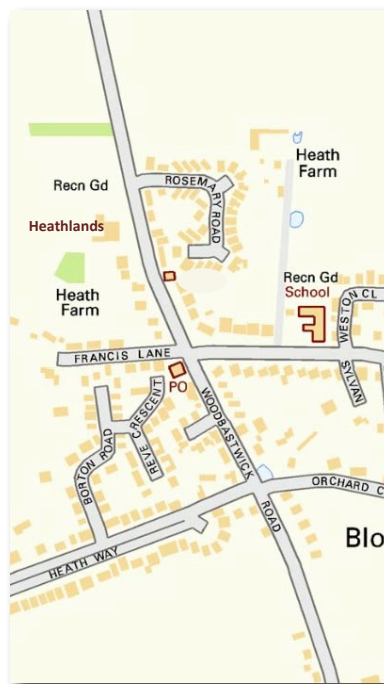 ROSEMARY ROAD
Heath
Farm
Recn Gd
Heathlands
Recn Gd
School
Heath
Farm
WESTON CL
FRANCIS LANE
SYLVAN
PO
REVE CRESCENT
WOODBASTWICK
ROAD
BORTON ROAD
ORCHARD C
Blo
HEATH WAY